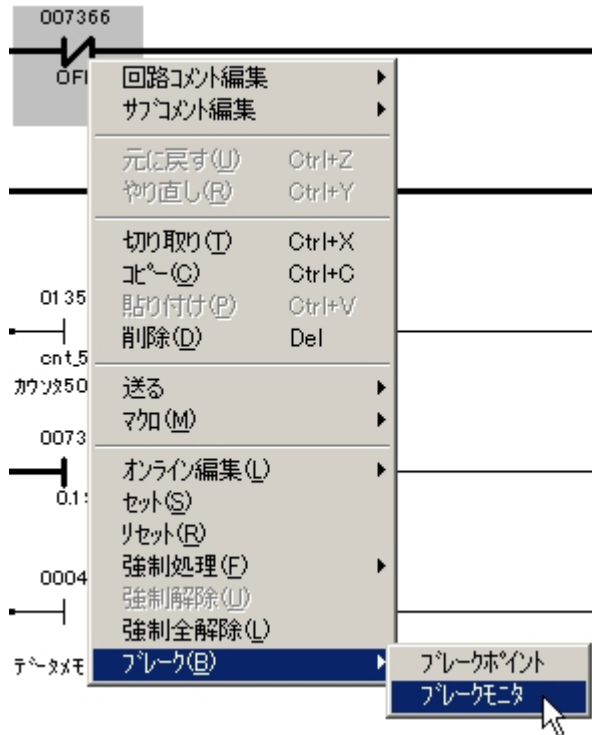 007366
OF
回路コメント編集
サブコメント編集
元に戻す(U) Ctrl+Z
やり直し(R) Ctrl+Y
切り取り(T) Ctrl+X
コピー(C) Ctrl+C
貼り付け(P) Ctrl+V
0135
削除(D) Del
cnt_5
カウンタ50
送る
マクロ(M)
0073
オンライン編集(L)
0.1
セット(S)
リセット(R)
強制処理(F)
0004
強制解除(U)
強制全解除(L)
データメモ
ブレーク(B)
ブレークポイント
ブレークモニタ